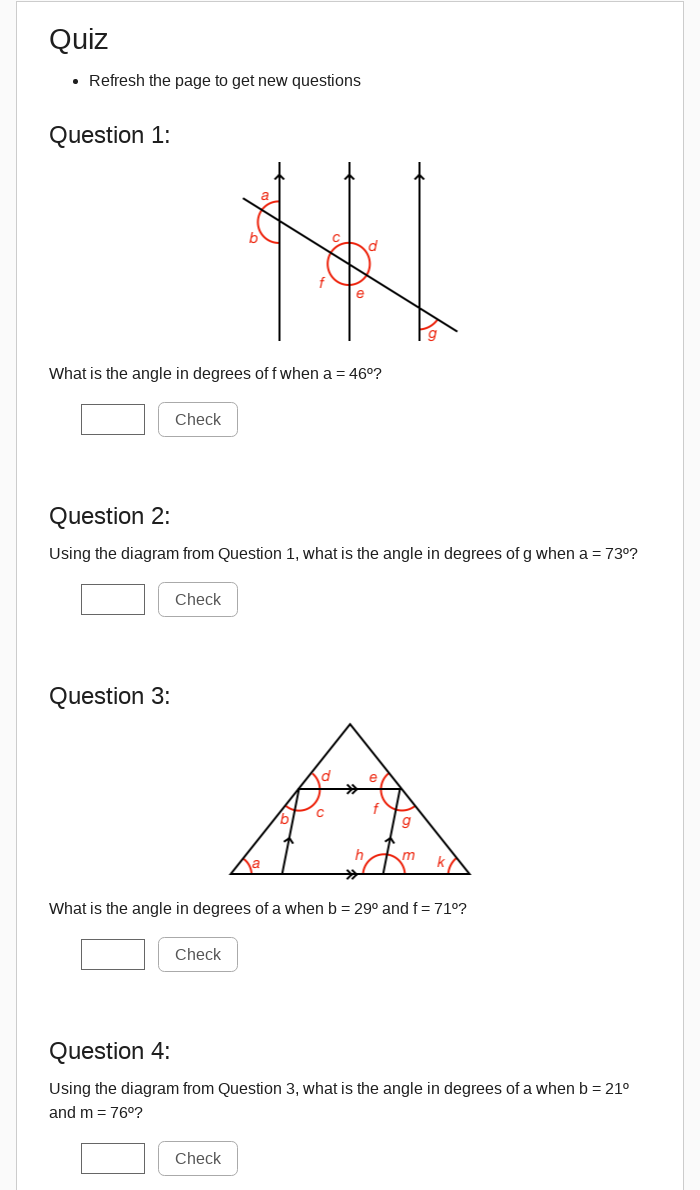 Quiz
Refresh the page to get new questions
Question 1:
a
b
c
d
f
e
g
What is the angle in degrees of f when a = 46º?
Check
Question 2:
Using the diagram from Question 1, what is the angle in degrees of g when a = 73º?
Check
Question 3:
d
e
b
c
f
g
a
h
m
k
What is the angle in degrees of a when b = 29º and f = 71º?
Check
Question 4:
Using the diagram from Question 3, what is the angle in degrees of a when b = 21º
and m = 76º?
Check